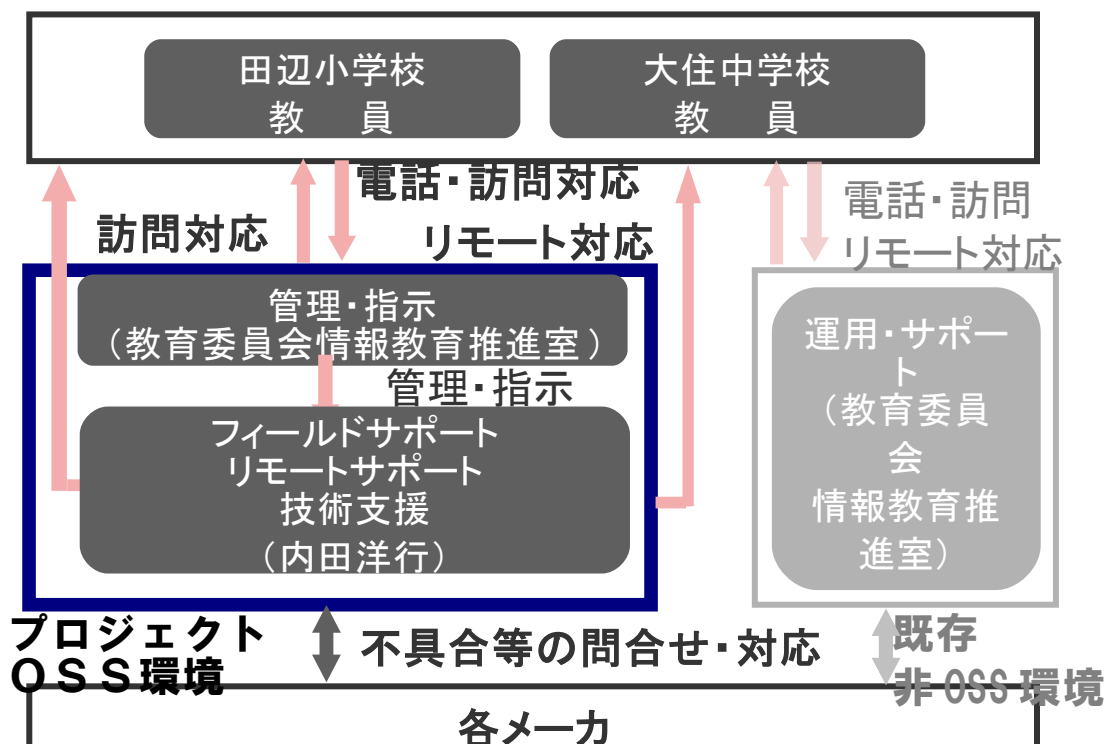 田辺小学校
教　員
大住中学校
教　員
電話・訪問対応
訪問対応
リモート対応
電話・訪問
リモート対応
管理・指示
（教育委員会情報教育推進室）
管理・指示
フィールドサポート
リモートサポート
技術支援
（内田洋行）
運用・サポー
ト
（教育委員
会
情報教育推
進室）
プロジェクト
ＯＳＳ環境
不具合等の問合せ・対応
既存
非OSS環境
各メーカ